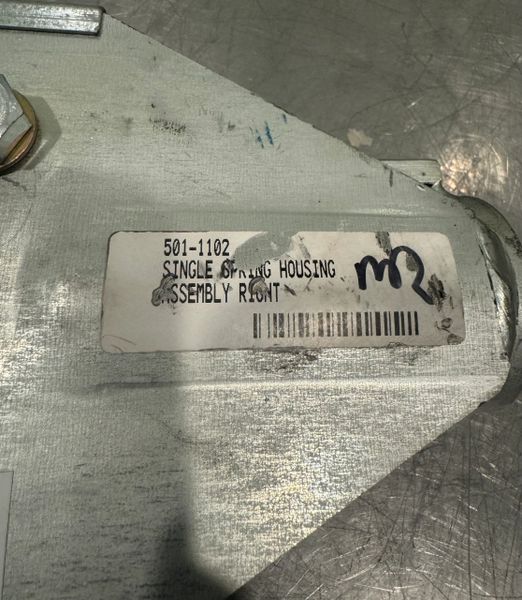 501-1102
SINGLE SPRING HOUSING
ASSEMBLY RIGHT